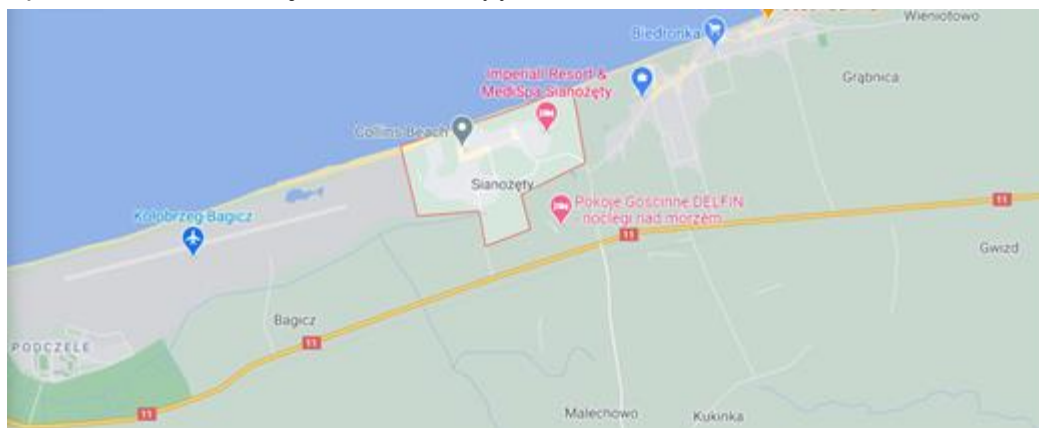 Wieniotowo
Biedronka
Grąbnica
Imperiall Resort &
MediSpa Sianożęty
Collins Beach
Sianożęty
Pokoje Gościnne DELFIN
- noclegi nad morzem
11
Kołobrzeg-Bagicz
11
Gwizd
Bagicz
11
PODCZELE
11
Malechowo
Kukinka